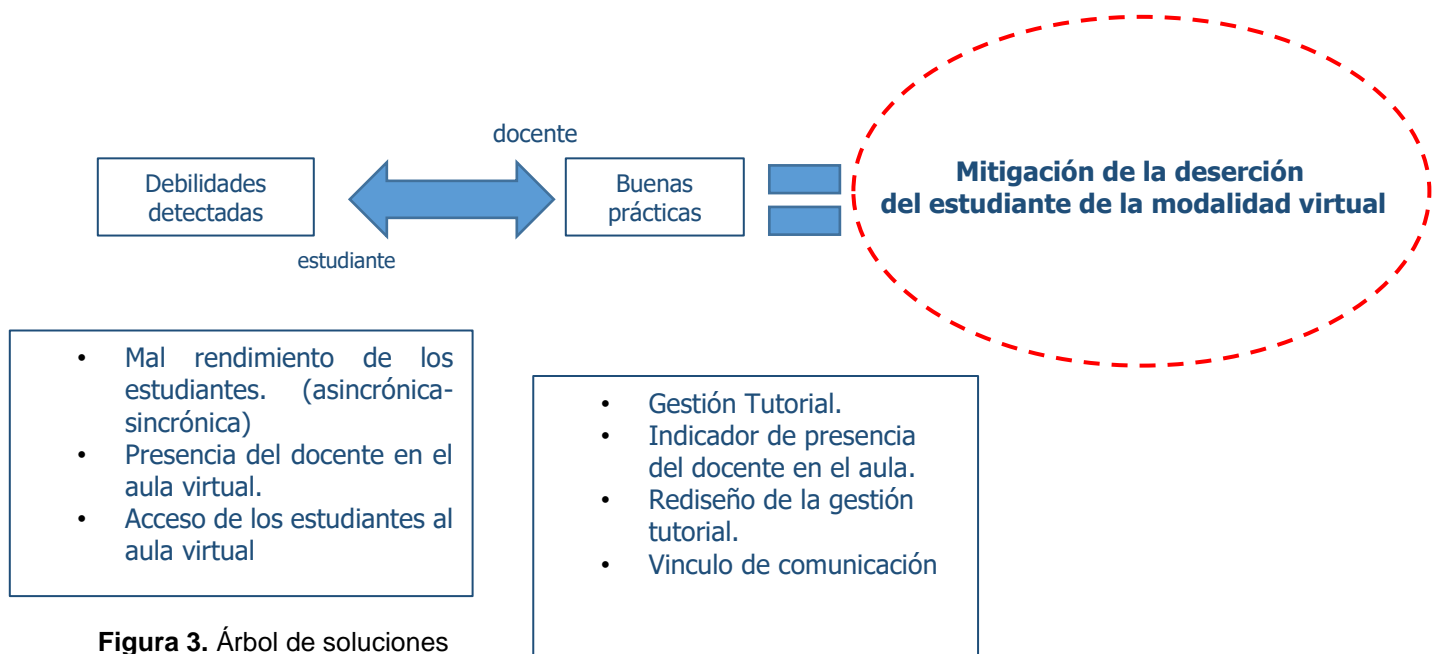 docente
Debilidades
detectadas
Buenas
prácticas
estudiante
Mitigación de la deserción
del estudiante de la modalidad virtual
• Mal rendimiento de los
estudiantes. (asincrónica-
sincrónica)
• Presencia del docente en el
aula virtual.
• Acceso de los estudiantes al
aula virtual
• Gestión Tutorial.
• Indicador de presencia
del docente en el aula.
• Rediseño de la gestión
tutorial.
• Vinculo de comunicación
Figura 3. Árbol de soluciones